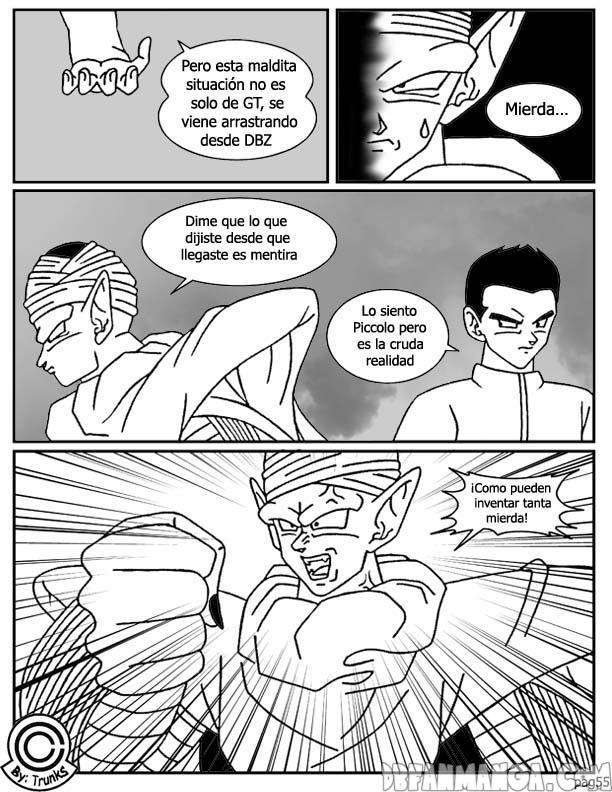 Pero esta maldita
situación no es
solo de GT, se
viene arrastrando
desde DBZ
Mierda...
Dime que lo que
dijiste desde que
llegaste es mentira
Lo siento
Piccolo pero
es la cruda
realidad
¡Como pueden
inventar tanta
mierda!
By: Trunks
DBFANMANGA.COM
pag55